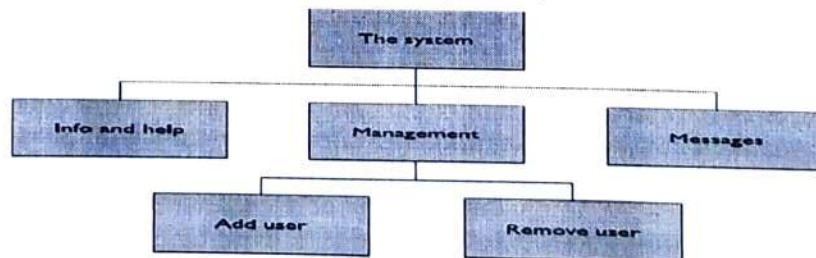 The system
Info and help
Management
Messages
Add user
Remove user